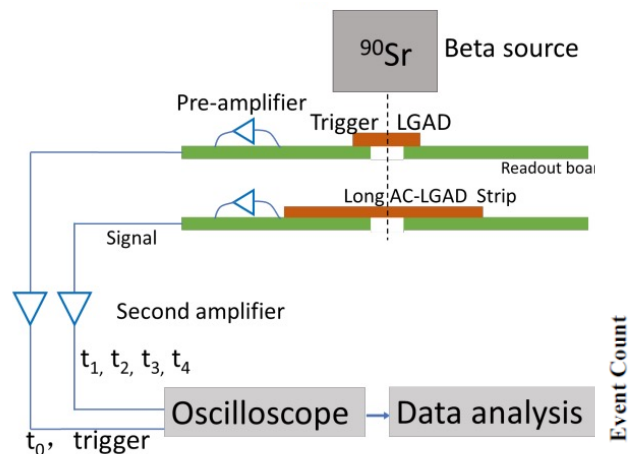 ⁹⁰Sr
Beta source
Pre-amplifier
Trigger LGAD
Readout boar
Long AC-LGAD Strip
Signal
Second amplifier
t₁, t₂, t₃, t₄
Oscilloscope
Data analysis
t₀, trigger
Event Count